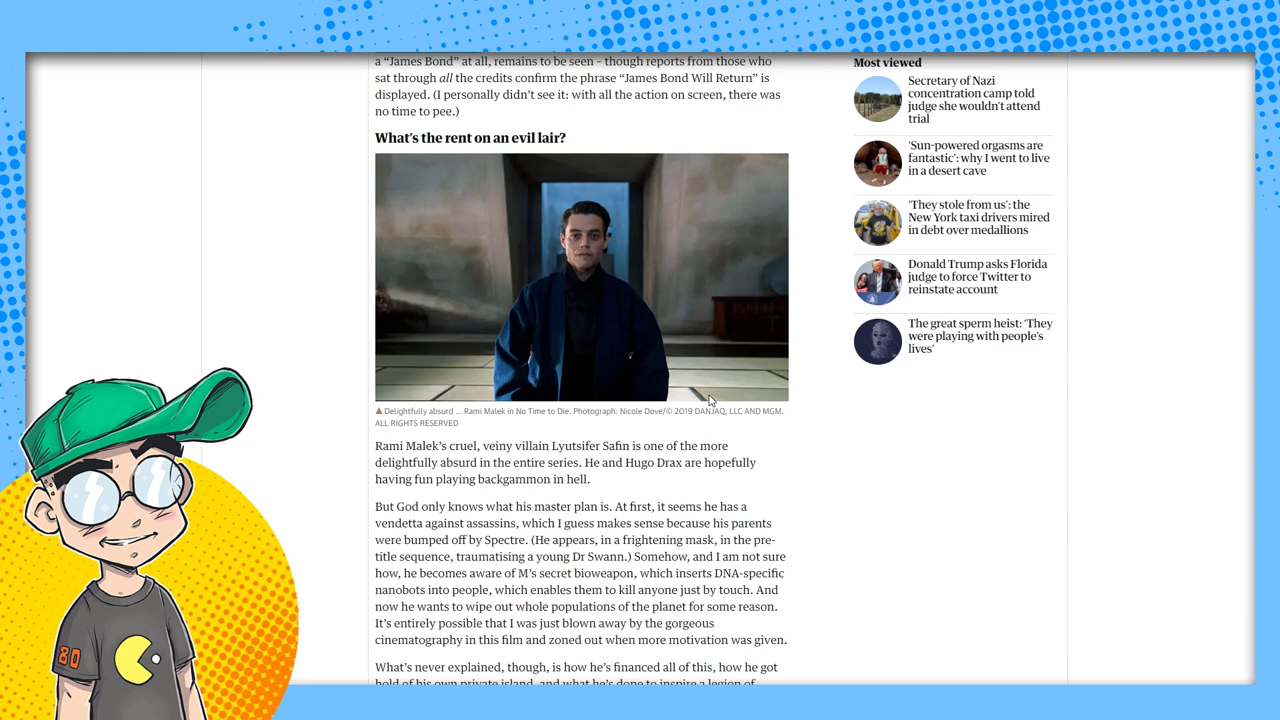 a “James Bond” at all, remains to be seen – though reports from those who
sat through all the credits confirm the phrase “James Bond Will Return” is
displayed. (I personally didn’t see it: with all the action on screen, there was
no time to pee.)
What’s the rent on an evil lair?
Delightfully absurd ... Rami Malek in No Time to Die. Photograph: Nicole Dove/© 2019 DANJAQ, LLC AND MGM.
ALL RIGHTS RESERVED
Rami Malek’s cruel, veiny villain Lyutsifer Safin is one of the more
delightfully absurd in the entire series. He and Hugo Drax are hopefully
having fun playing backgammon in hell.
But God only knows what his master plan is. At first, it seems he has a
vendetta against assassins, which I guess makes sense because his parents
were bumped off by Spectre. (He appears, in a frightening mask, in the pre-
title sequence, traumatising a young Dr Swann.) Somehow, and I am not sure
how, he becomes aware of M’s secret bioweapon, which inserts DNA-specific
nanobots into people, which enables them to kill anyone just by touch. And
now he wants to wipe out whole populations of the planet for some reason.
It’s entirely possible that I was just blown away by the gorgeous
cinematography in this film and zoned out when more motivation was given.
What’s never explained, though, is how he’s financed all of this, how he got
hold of his own private island, and what he’s done to inspire a legion of
Most viewed
Secretary of Nazi
concentration camp told
judge she wouldn’t attend
trial
‘Sun-powered orgasms are
fantastic’: why I went to live
in a desert cave
‘They stole from us’: the
New York taxi drivers mired
in debt over medallions
Donald Trump asks Florida
judge to force Twitter to
reinstate account
The great sperm heist: ‘They
were playing with people’s
lives’
80